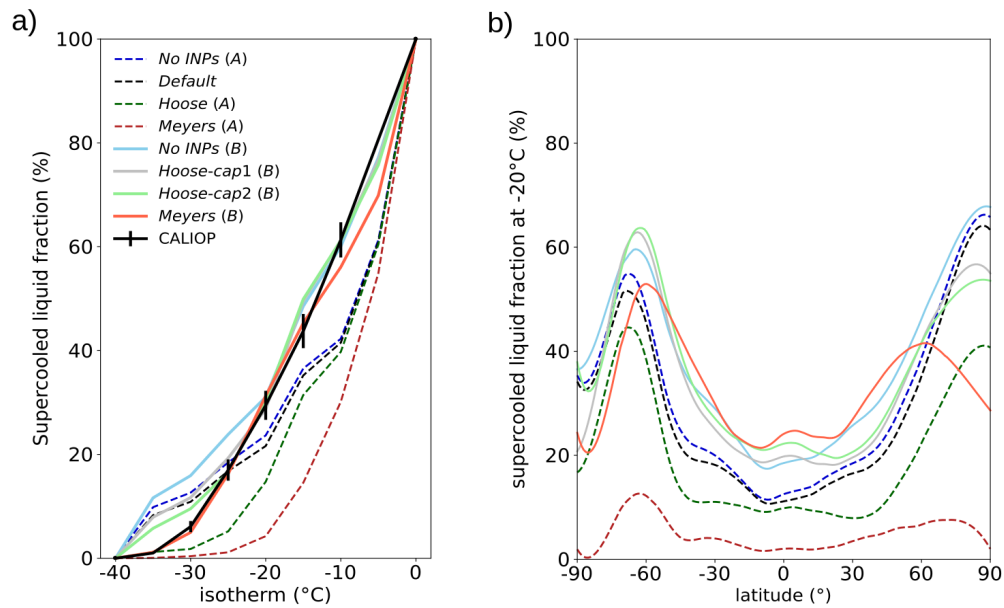 a)
Supercooled liquid fraction (%)
100
80
60
40
20
0
No INPs (A)
Default
Hoose (A)
Meyers (A)
No INPs (B)
Hoose-cap1 (B)
Hoose-cap2 (B)
Meyers (B)
CALIOP
-40 -30 -20 -10 0
isotherm (°C)
b)
supercooled liquid fraction at -20°C (%)
100
80
60
40
20
0
-90 -60 -30 0 30 60 90
latitude (°)